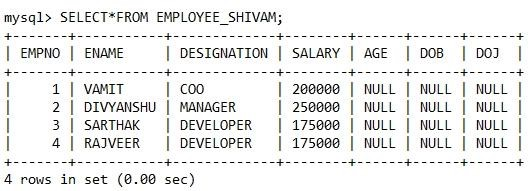 mysql> SELECT*FROM EMPLOYEE_SHIVAM;
+-------+-----------+-------------+--------+------+------+------+
| EMPNO | ENAME     | DESIGNATION | SALARY | AGE  | DOB  | DOJ  |
+-------+-----------+-------------+--------+------+------+------+
|     1 | VAMIT     | COO         | 200000 | NULL | NULL | NULL |
|     2 | DIVYANSHU | MANAGER     | 250000 | NULL | NULL | NULL |
|     3 | SARTHAK   | DEVELOPER   | 175000 | NULL | NULL | NULL |
|     4 | RAJVEER   | DEVELOPER   | 175000 | NULL | NULL | NULL |
+-------+-----------+-------------+--------+------+------+------+
4 rows in set (0.00 sec)